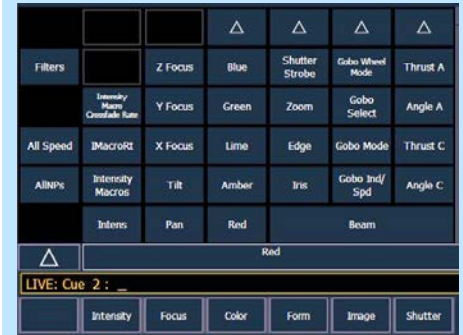 △ △ △ △
Filters Z Focus Blue Shutter Strobe Gobo Wheel Mode Thrust A
Intensity Macro Crossfade Rate Y Focus Green Zoom Gobo Select Angle A
All Speed IMacroRt X Focus Lime Edge Gobo Mode Thrust C
AllNPs Intensity Macros Tilt Amber Iris Gobo Ind/ Spd Angle C
Intens Pan Red Beam
△ Red
LIVE: Cue 2 : _
Intensity Focus Color Form Image Shutter